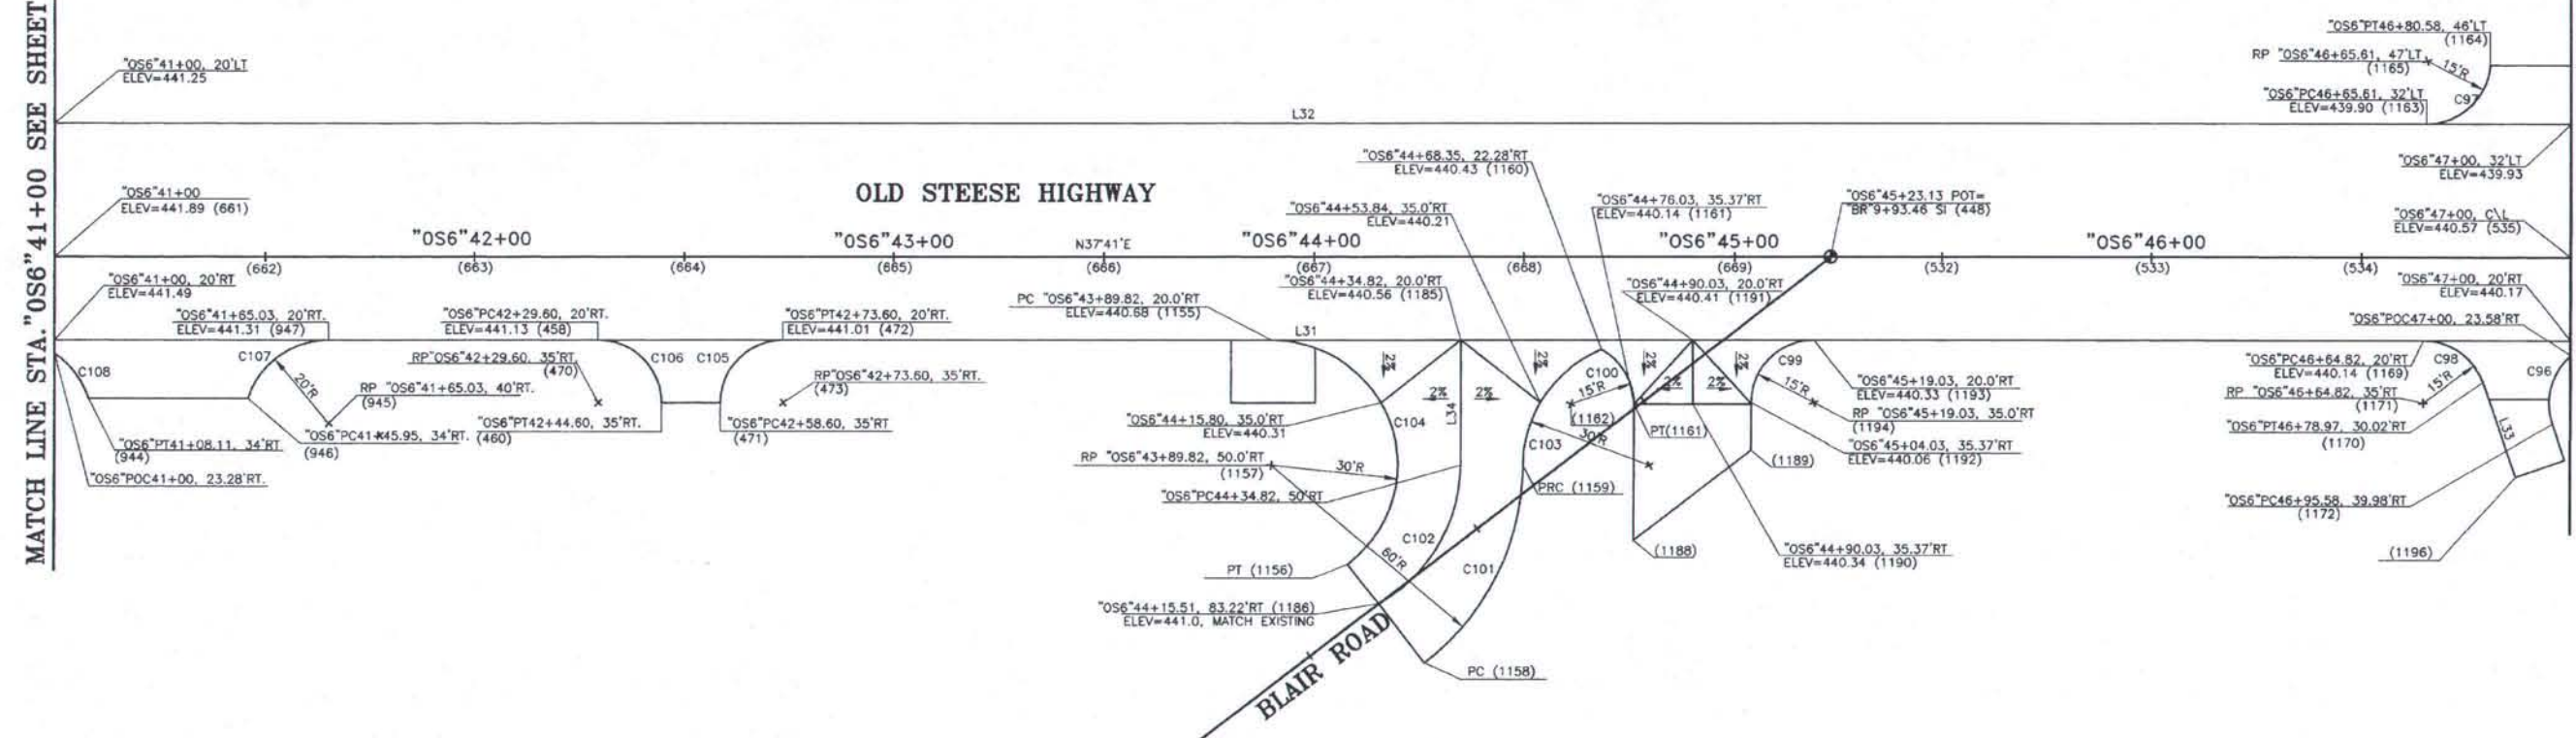 MATCH LINE STA."OS6"41+00 SEE SHEET
"OS6"41+00, 20'LT
ELEV=441.25
"OS6"41+00
ELEV=441.89 (661)
"OS6"41+00, 20'RT
ELEV=441.49
"OS6"41+65.03, 20'RT.
ELEV=441.31 (947)
"OS6"PC42+29.60, 20'RT.
ELEV=441.13 (458)
"OS6"PT42+73.60, 20'RT.
ELEV=441.01 (472)
C108
C107
20'R
RP "OS6"41+65.03, 40'RT.
(945)
RP"OS6"42+29.60, 35'RT.
(470)
C106
C105
RP"OS6"42+73.60, 35'RT.
(473)
"OS6"PT41+08.11, 34'RT
(944)
"OS6"PC41+45.95, 34'RT.
(946)
"OS6"PT42+44.60, 35'RT.
(460)
"OS6"PC42+58.60, 35'RT
(471)
"OS6"POC41+00, 23.28'RT.
L32
OLD STEESE HIGHWAY
"OS6"42+00
"OS6"43+00
N37°41'E
"OS6"44+00
"OS6"45+00
"OS6"46+00
(662)
(663)
(664)
(665)
(666)
(667)
(668)
(669)
(532)
(533)
(534)
"OS6"44+68.35, 22.28'RT
ELEV=440.43 (1160)
"OS6"44+53.84, 35.0'RT
ELEV=440.21
"OS6"44+76.03, 35.37'RT
ELEV=440.14 (1161)
"OS6"45+23.13 POT=
"BR"9+93.46 SI (448)
"OS6"44+34.82, 20.0'RT
ELEV=440.56 (1185)
"OS6"44+90.03, 20.0'RT
ELEV=440.41 (1191)
PC "OS6"43+89.82, 20.0'RT
ELEV=440.68 (1155)
L31
2%
2%
2%
2%
2%
2%
2%
2%
L34
C104
C100
15'R
(1162)
C99
15'R
"OS6"44+15.80, 35.0'RT
ELEV=440.31
RP "OS6"43+89.82, 50.0'RT
(1157)
30'R
"OS6"PC44+34.82, 50'RT
C103
30'R
PT(1161)
PRC (1159)
(1189)
"OS6"45+19.03, 20.0'RT
ELEV=440.33 (1193)
RP "OS6"45+19.03, 35.0'RT
(1194)
"OS6"45+04.03, 35.37'RT
ELEV=440.06 (1192)
"OS6"44+90.03, 35.37'RT
ELEV=440.34 (1190)
(1188)
C102
C101
60'R
PT (1156)
"OS6"44+15.51, 83.22'RT (1186)
ELEV=441.0, MATCH EXISTING
PC (1158)
BLAIR ROAD
"OS6"PT46+80.58, 46'LT
(1164)
RP "OS6"46+65.61, 47'LT
(1165)
15'R
"OS6"PC46+65.61, 32'LT
ELEV=439.90 (1163)
C97
"OS6"47+00, 32'LT
ELEV=439.93
"OS6"47+00, C\L
ELEV=440.57 (535)
"OS6"47+00, 20'RT
ELEV=440.17
"OS6"POC47+00, 23.58'RT
"OS6"PC46+64.82, 20'RT
ELEV=440.14 (1169)
C98
C96
RP "OS6"46+64.82, 35'RT
(1171)
15'R
"OS6"PT46+78.97, 30.02'RT
(1170)
L33
"OS6"PC46+95.58, 39.98'RT
(1172)
(1196)